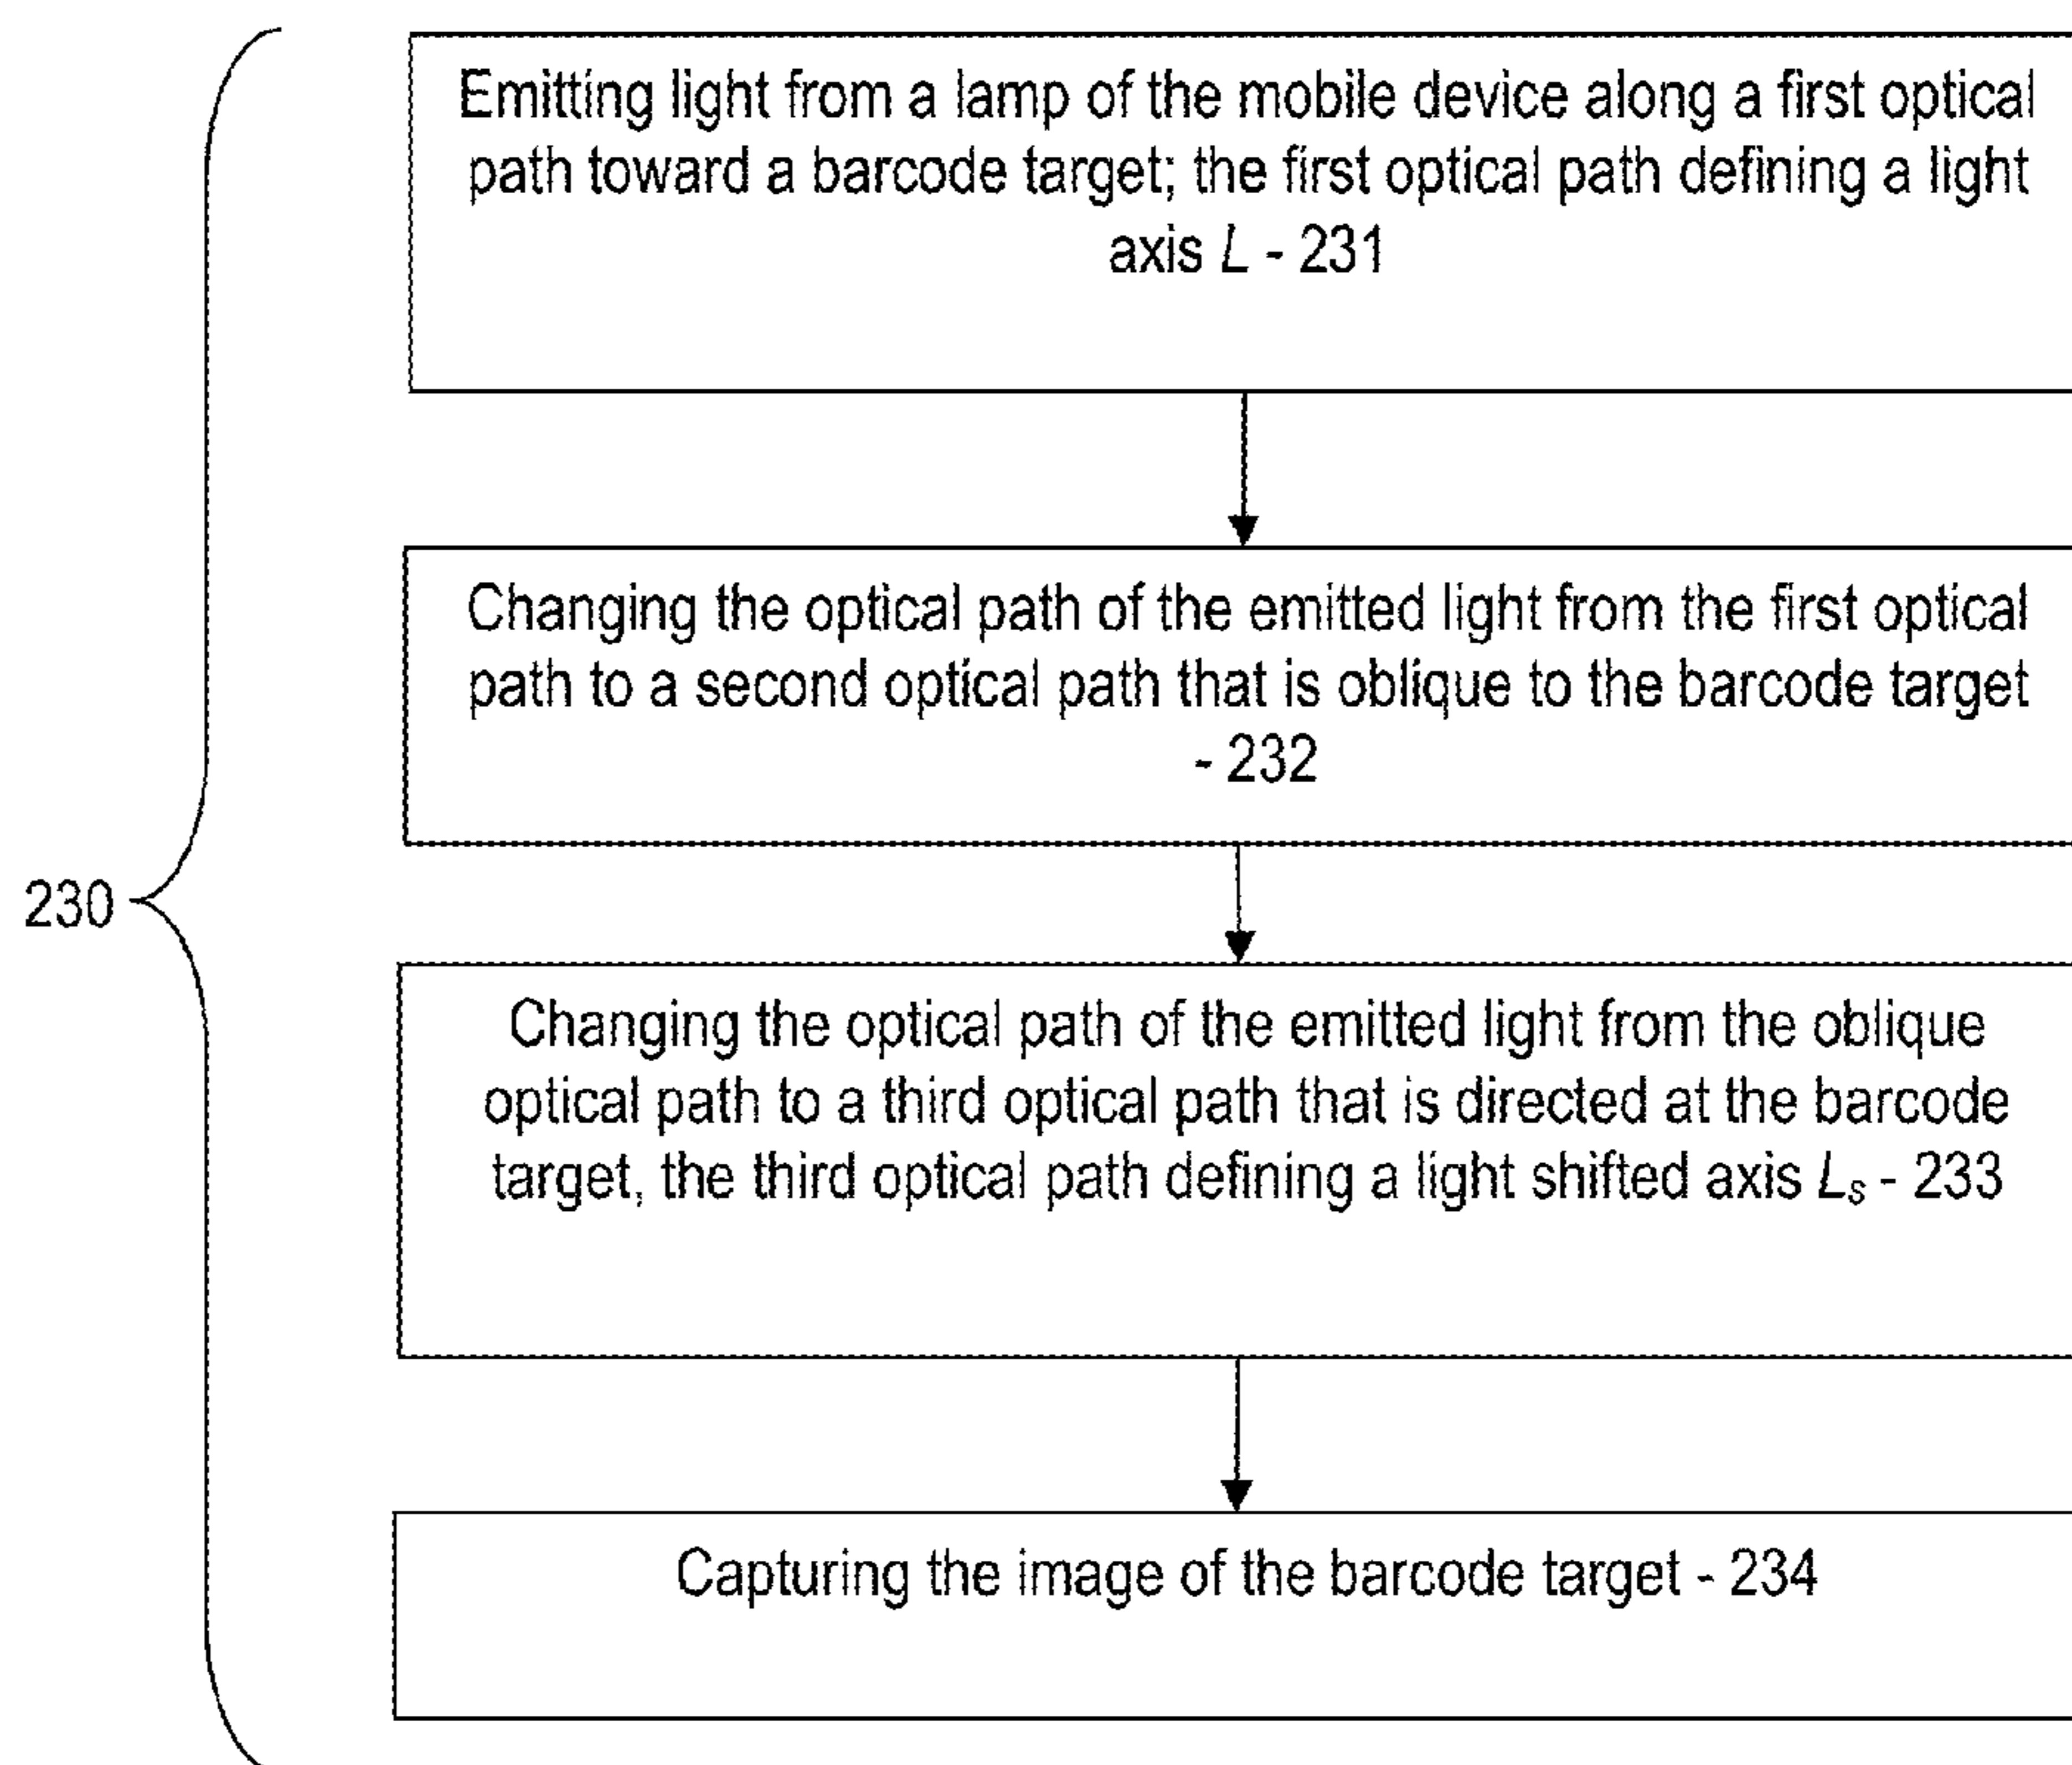 Emitting light from a lamp of the mobile device along a first optical
path toward a barcode target; the first optical path defining a light
axis L - 231
Changing the optical path of the emitted light from the first optical
path to a second optical path that is oblique to the barcode target
- 232
230
Changing the optical path of the emitted light from the oblique
optical path to a third optical path that is directed at the barcode
target, the third optical path defining a light shifted axis Ls - 233
Capturing the image of the barcode target - 234